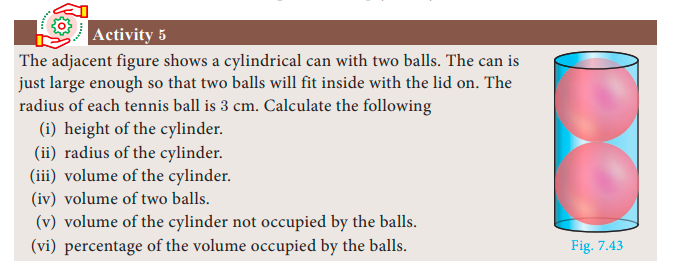 Activity 5
The adjacent figure shows a cylindrical can with two balls. The can is
just large enough so that two balls will fit inside with the lid on. The
radius of each tennis ball is 3 cm. Calculate the following
(i) height of the cylinder.
(ii) radius of the cylinder.
(iii) volume of the cylinder.
(iv) volume of two balls.
(v) volume of the cylinder not occupied by the balls.
(vi) percentage of the volume occupied by the balls.
Fig. 7.43